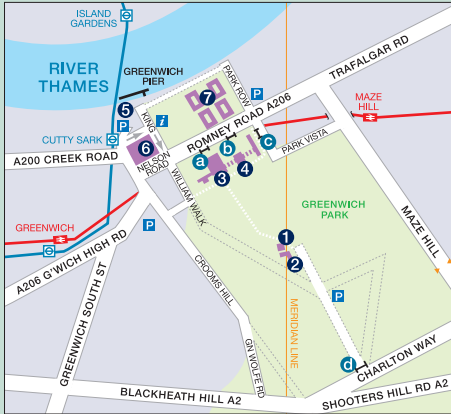 ISLAND
GARDENS
RIVER
THAMES
GREENWICH
PIER
TRAFALGAR RD
PARK ROW
P
7
5
P
i
KING
ROMNEY ROAD A206
MAZE
HILL
CUTTY SARK
6
A200 CREEK ROAD
NELSON
ROAD
a
b
c
PARK VISTA
3
4
WILLIAM WALK
GREENWICH
PARK
GREENWICH
P
1
2
MAZE HILL
A206 G'WICH HIGH RD
CROOMS HILL
P
MERIDIAN LINE
GREENWICH SOUTH ST
GN WOLFE RD
d
CHARLTON WAY
BLACKHEATH HILL A2
SHOOTERS HILL RD A2